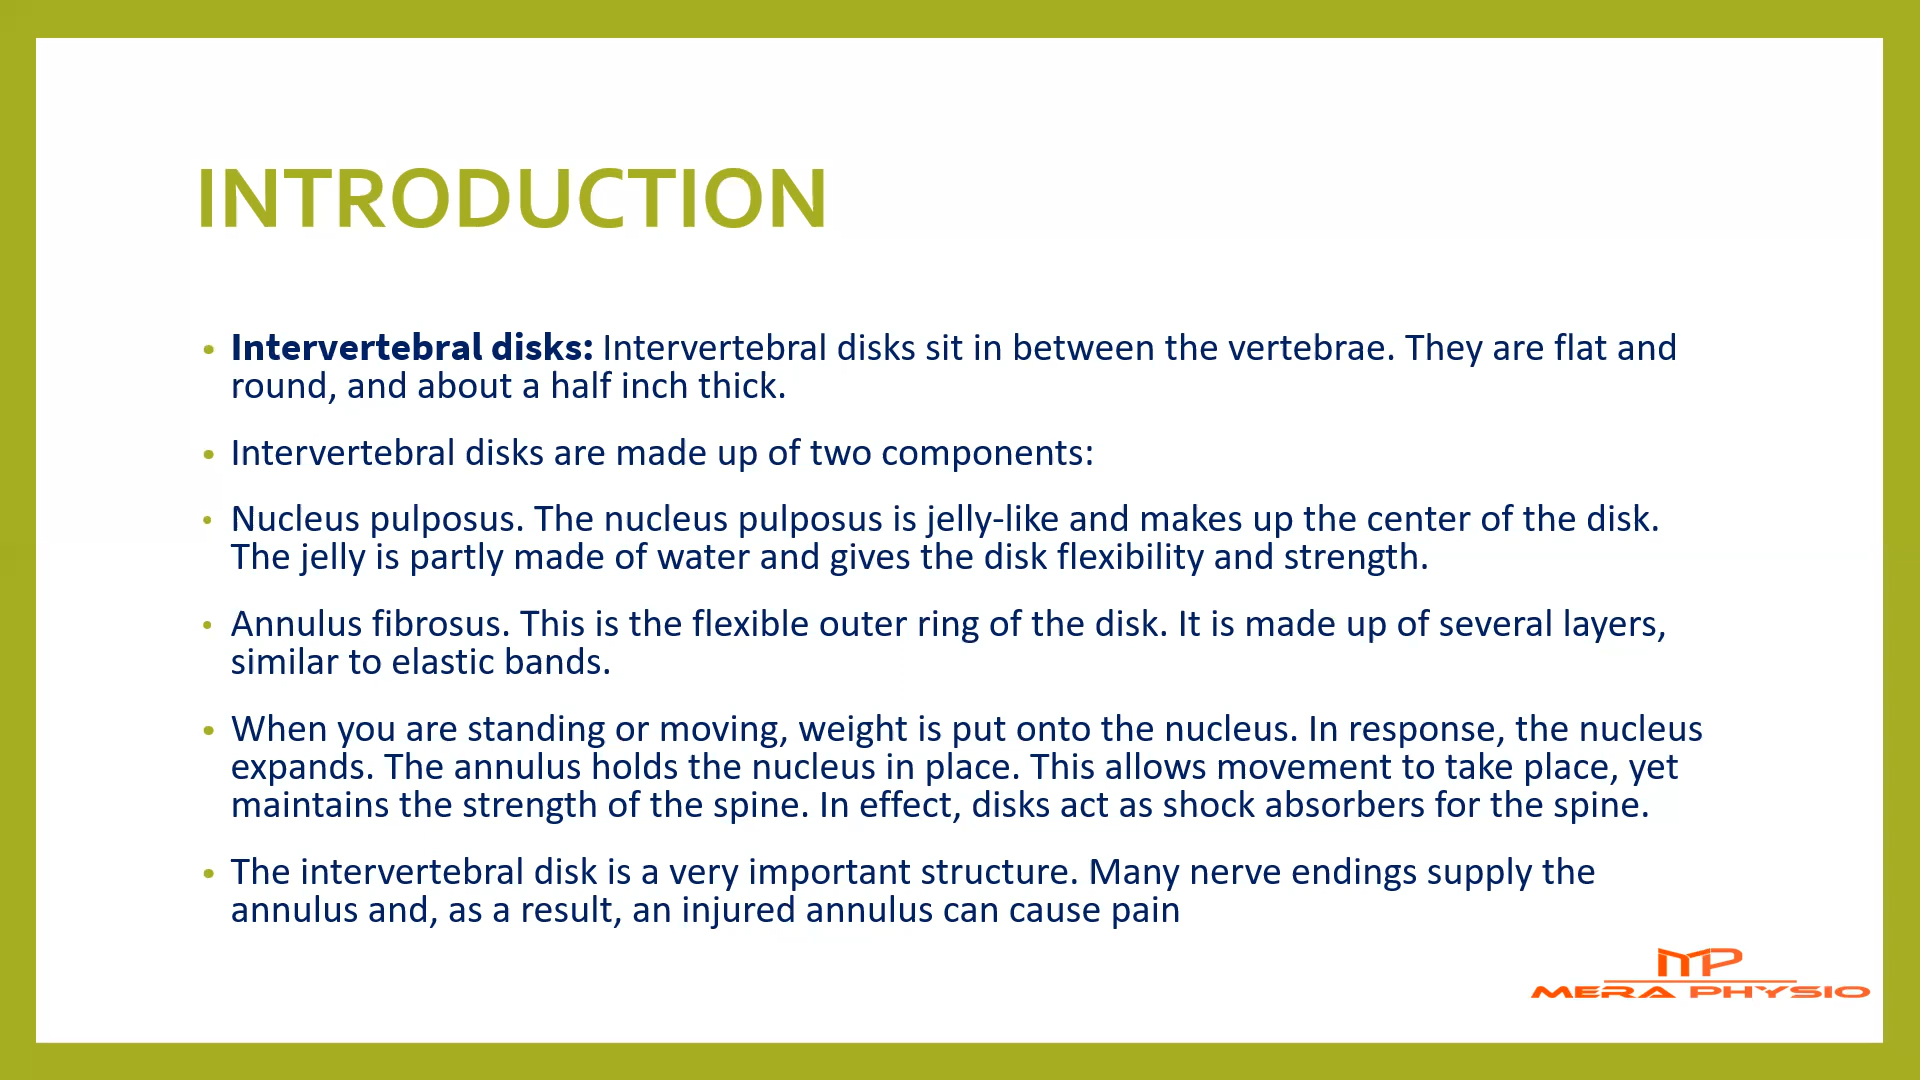 INTRODUCTION
• Intervertebral disks: Intervertebral disks sit in between the vertebrae. They are flat and
round, and about a half inch thick.
• Intervertebral disks are made up of two components:
• Nucleus pulposus. The nucleus pulposus is jelly-like and makes up the center of the disk.
The jelly is partly made of water and gives the disk flexibility and strength.
• Annulus fibrosus. This is the flexible outer ring of the disk. It is made up of several layers,
similar to elastic bands.
• When you are standing or moving, weight is put onto the nucleus. In response, the nucleus
expands. The annulus holds the nucleus in place. This allows movement to take place, yet
maintains the strength of the spine. In effect, disks act as shock absorbers for the spine.
• The intervertebral disk is a very important structure. Many nerve endings supply the
annulus and, as a result, an injured annulus can cause pain
MP
MERA PHYSIO